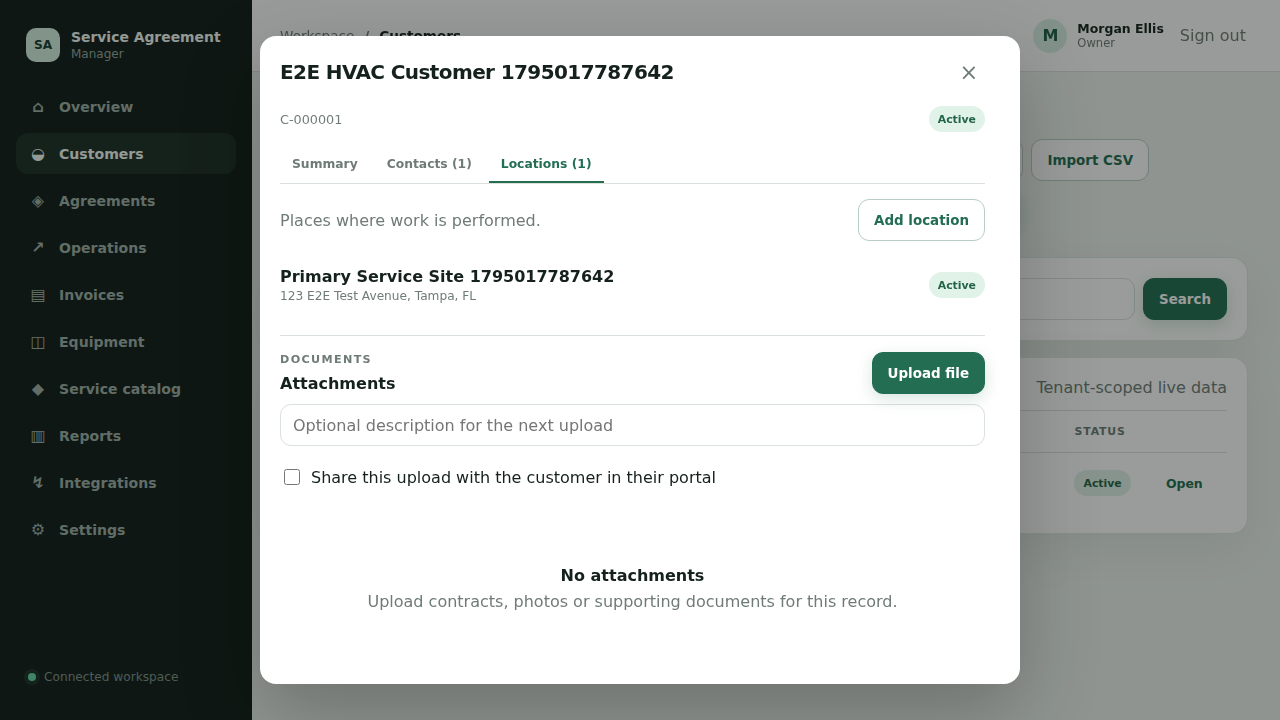 SA
Service Agreement
Manager
Overview
Customers
Agreements
Operations
Invoices
Equipment
Service catalog
Reports
Integrations
Settings
Connected workspace
Workspace / Customers
M
Morgan Ellis
Owner
Sign out
Import CSV
Search
Tenant-scoped live data
STATUS
Active
Open
E2E HVAC Customer 1795017787642
C-000001
Active
Summary
Contacts (1)
Locations (1)
Places where work is performed.
Add location
Primary Service Site 1795017787642
123 E2E Test Avenue, Tampa, FL
Active
DOCUMENTS
Attachments
Upload file
Optional description for the next upload
Share this upload with the customer in their portal
No attachments
Upload contracts, photos or supporting documents for this record.